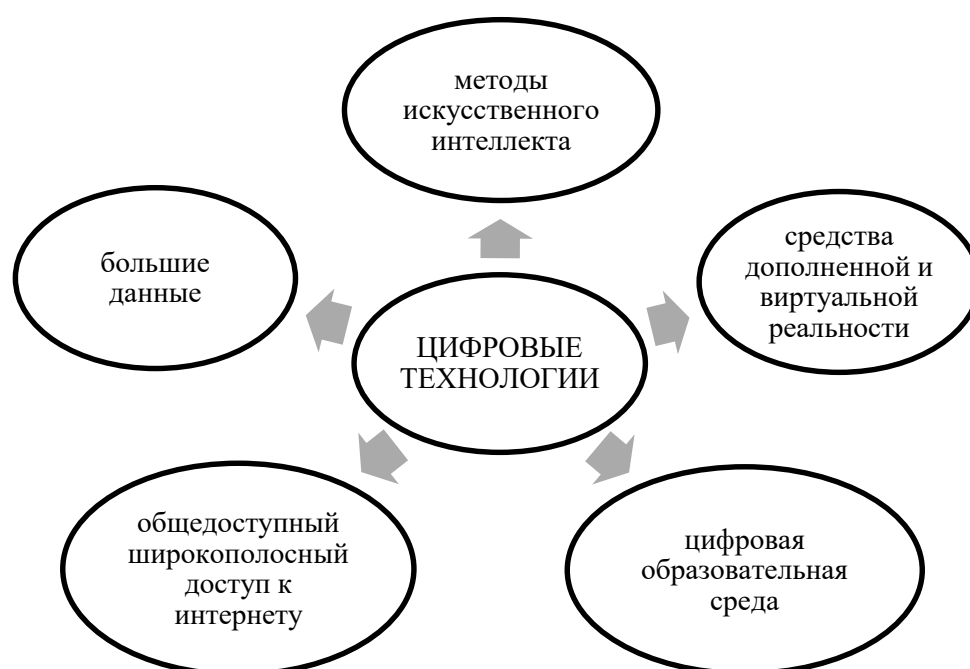 методы
искусственного
интеллекта
большие
данные
средства
дополненной и
виртуальной
реальности
ЦИФРОВЫЕ
ТЕХНОЛОГИИ
общедоступный
широкополосный
доступ к
интернету
цифровая
образовательная
среда